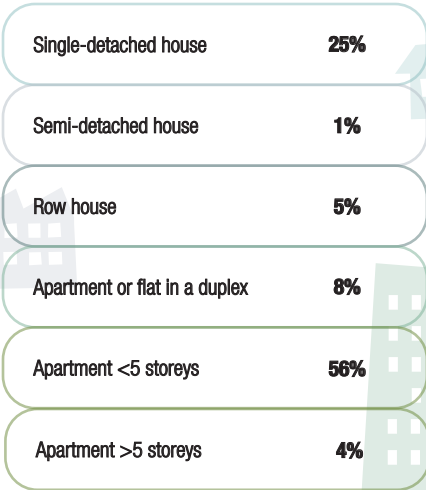 Single-detached house 25%
Semi-detached house 1%
Row house 5%
Apartment or flat in a duplex 8%
Apartment <5 storeys 56%
Apartment >5 storeys 4%